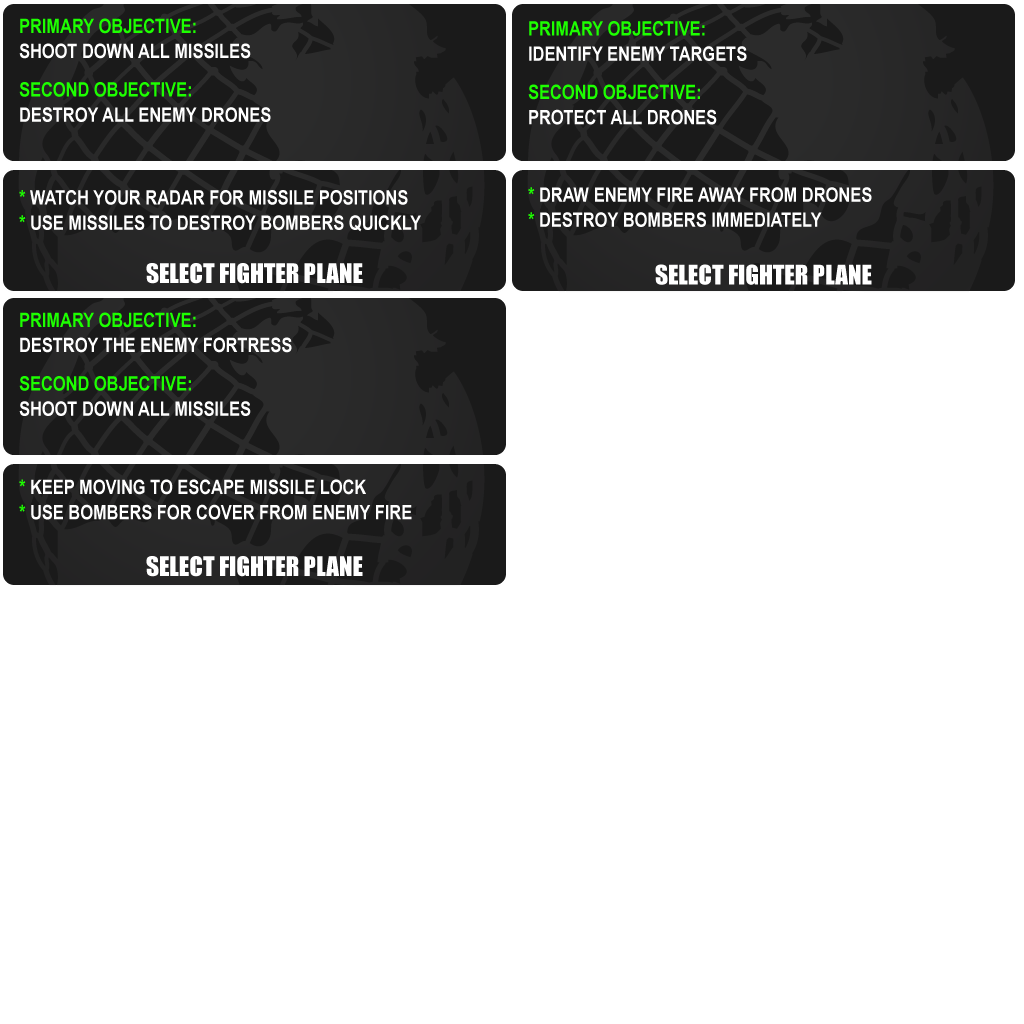 PRIMARY OBJECTIVE:
SHOOT DOWN ALL MISSILES
SECOND OBJECTIVE:
DESTROY ALL ENEMY DRONES
* WATCH YOUR RADAR FOR MISSILE POSITIONS
* USE MISSILES TO DESTROY BOMBERS QUICKLY
SELECT FIGHTER PLANE
PRIMARY OBJECTIVE:
IDENTIFY ENEMY TARGETS
SECOND OBJECTIVE:
PROTECT ALL DRONES
* DRAW ENEMY FIRE AWAY FROM DRONES
* DESTROY BOMBERS IMMEDIATELY
SELECT FIGHTER PLANE
PRIMARY OBJECTIVE:
DESTROY THE ENEMY FORTRESS
SECOND OBJECTIVE:
SHOOT DOWN ALL MISSILES
* KEEP MOVING TO ESCAPE MISSILE LOCK
* USE BOMBERS FOR COVER FROM ENEMY FIRE
SELECT FIGHTER PLANE